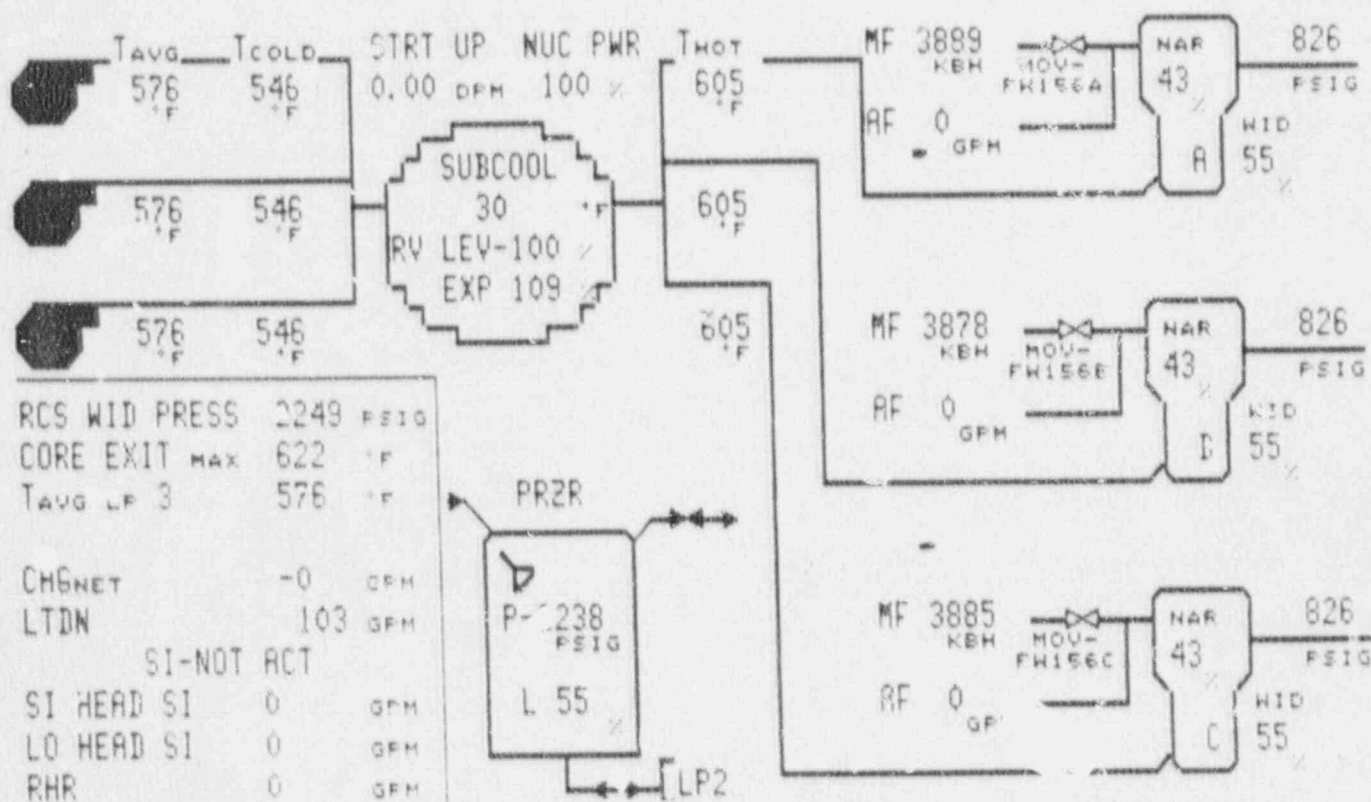 TAVG TCOLD STRT UP NUC PWR THOT
576 °F 546 °F 0.00 DPM 100 % 605 °F
576 °F 546 °F 605 °F
576 °F 546 °F 605 °F
SUBCOOL
30 °F
RV LEV-100 %
EXP 109 %
MF 3889 KBH
MOV-
FW156A
AF 0 GPM
NAR
43 %
A
WID
55 %
826
PSIG
MF 3878 KBH
MOV-
FW156B
AF 0 GPM
NAR
43 %
B
WID
55 %
826
PSIG
MF 3885 KBH
MOV-
FW156C
AF 0
NAR
43 %
C
WID
55 %
826
PSIG
RCS WID PRESS 2249 PSIG
CORE EXIT MAX 622 °F
TAVG LP 3 576 °F
CHGNET -0 GPM
LTDN 103 GPM
SI-NOT ACT
HEAD SI 0 GPM
LO HEAD SI 0 GPM
RHR 0 GPM
PRZR
238
PSIG
L 55 %
LP2